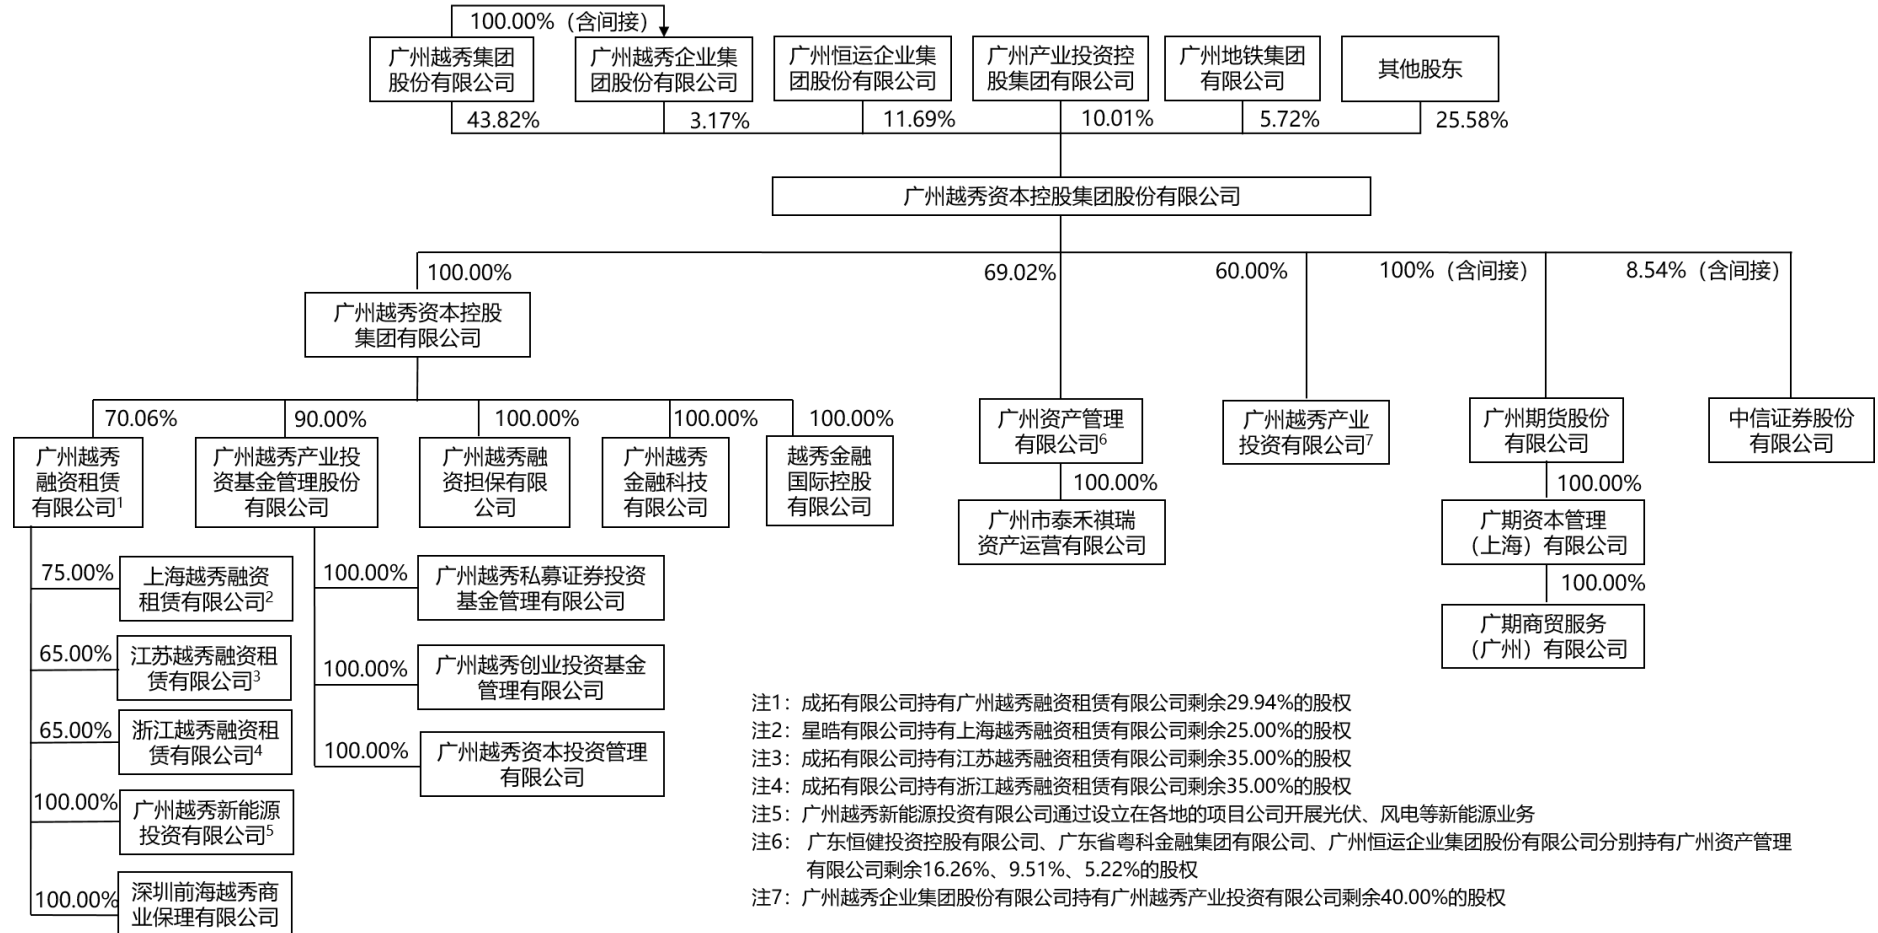 100.00%（含间接）
广州越秀集团
股份有限公司
广州越秀企业集
团股份有限公司
广州恒运企业集
团股份有限公司
广州产业投资控
股集团有限公司
广州地铁集团
有限公司
其他股东
43.82%
3.17%
11.69%
10.01%
5.72%
25.58%
广州越秀资本控股集团股份有限公司
100.00%
69.02%
60.00%
100%（含间接）
8.54%（含间接）
广州越秀资本控股
集团有限公司
70.06%
90.00%
100.00%
100.00%
100.00%
广州资产管理
有限公司6
广州越秀产业
投资有限公司7
广州期货股份
有限公司
中信证券股份
有限公司
广州越秀
融资租赁
有限公司1
广州越秀产业投
资基金管理股份
有限公司
广州越秀融
资担保有限
公司
广州越秀
金融科技
有限公司
越秀金融
国际控股
有限公司
100.00%
广州市泰禾祺瑞
资产运营有限公司
100.00%
广期资本管理
（上海）有限公司
100.00%
广期商贸服务
（广州）有限公司
75.00%
上海越秀融资
租赁有限公司2
65.00%
江苏越秀融资租
赁有限公司3
65.00%
浙江越秀融资租
赁有限公司4
100.00%
广州越秀新能源
投资有限公司5
100.00%
深圳前海越秀商
业保理有限公司
100.00%
广州越秀私募证券投资
基金管理有限公司
100.00%
广州越秀创业投资基金
管理有限公司
100.00%
广州越秀资本投资管理
有限公司
注1：成拓有限公司持有广州越秀融资租赁有限公司剩余29.94%的股权
注2：星晧有限公司持有上海越秀融资租赁有限公司剩余25.00%的股权
注3：成拓有限公司持有江苏越秀融资租赁有限公司剩余35.00%的股权
注4：成拓有限公司持有浙江越秀融资租赁有限公司剩余35.00%的股权
注5：广州越秀新能源投资有限公司通过设立在各地的项目公司开展光伏、风电等新能源业务
注6： 广东恒健投资控股有限公司、广东省粤科金融集团有限公司、广州恒运企业集团股份有限公司分别持有广州资产管理
有限公司剩余16.26%、9.51%、5.22%的股权
注7：广州越秀企业集团股份有限公司持有广州越秀产业投资有限公司剩余40.00%的股权